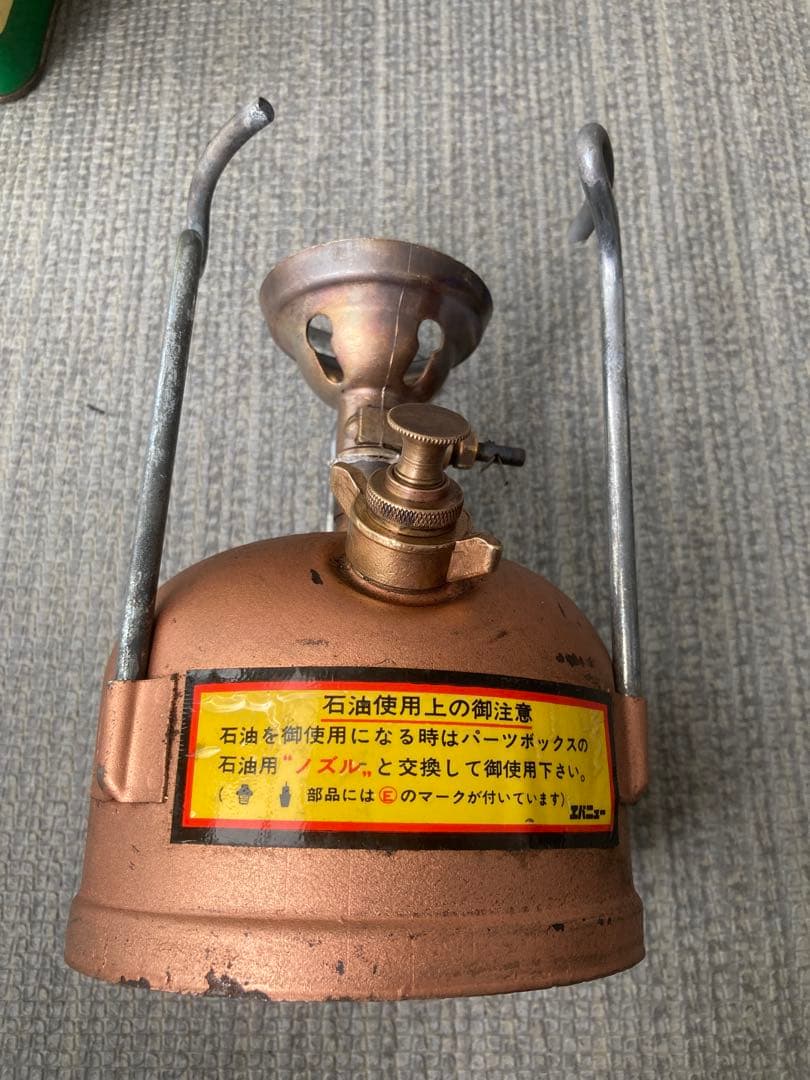 石油使用上の御注意
石油を御使用になる時はパーツボックスの
石油用"ノズル„と交換して御使用下さい。
( 部品にはⒺのマークが付いています)
エバニュー